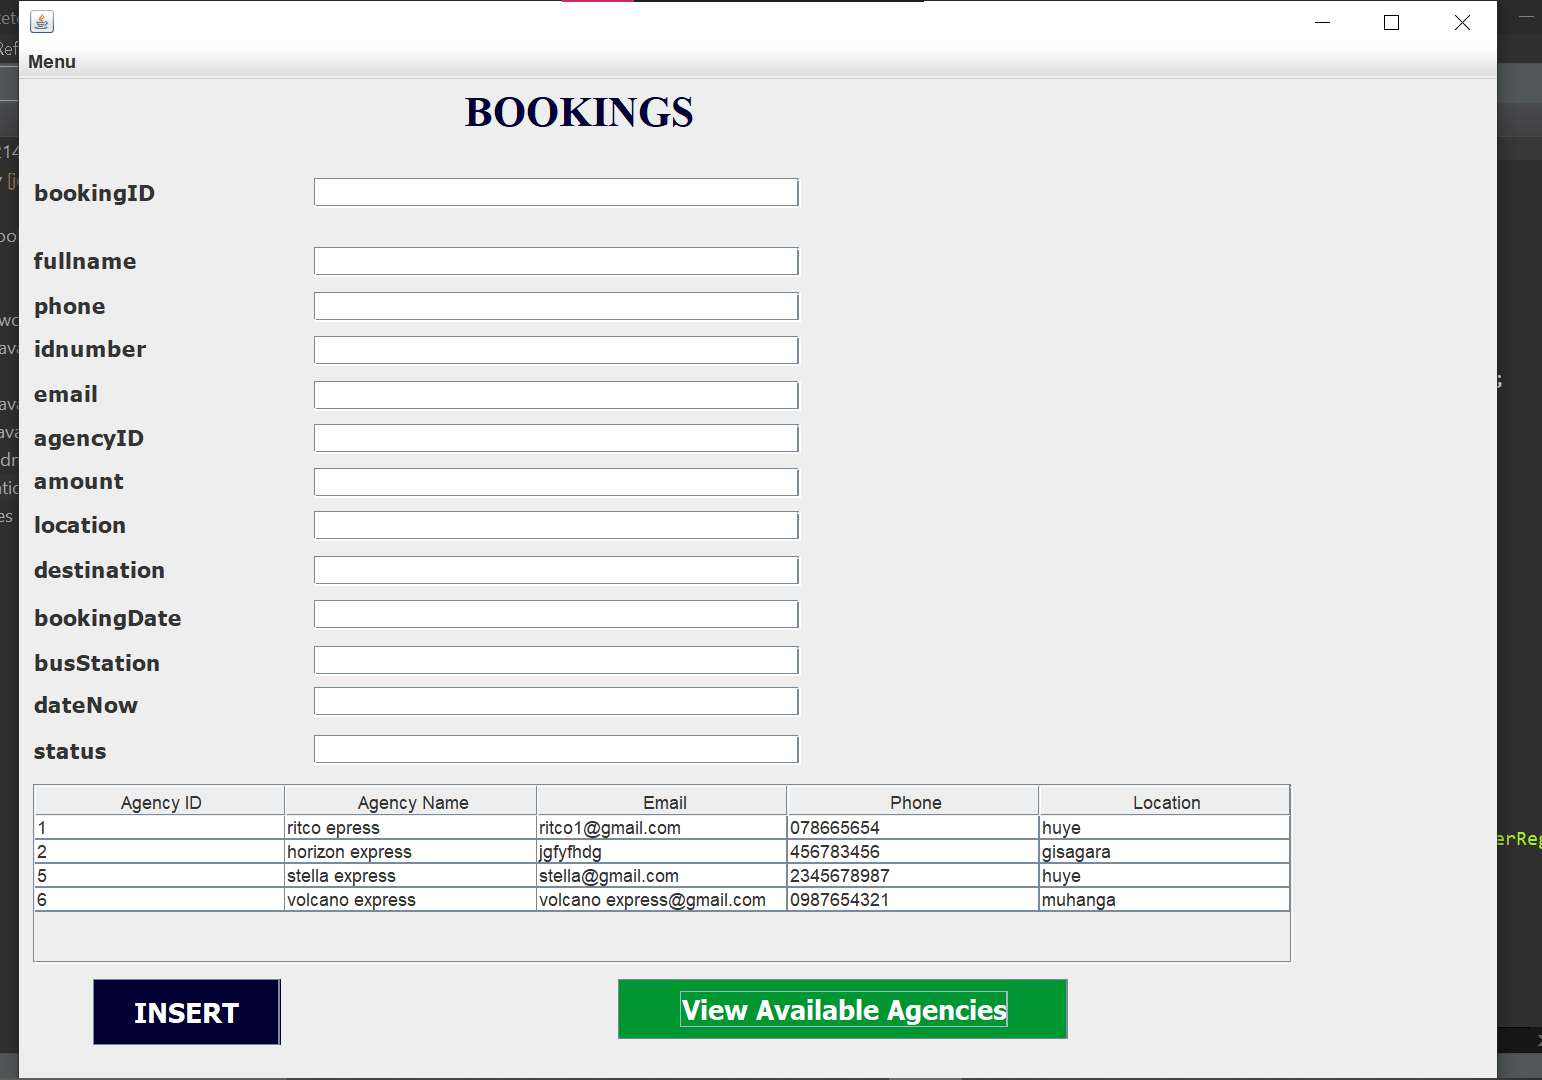 Menu
BOOKINGS
bookingID
fullname
phone
idnumber
email
agencyID
amount
location
destination
bookingDate
busStation
dateNow
status
Agency ID Agency Name Email Phone Location
1 ritco epress ritco1@gmail.com 078665654 huye
2 horizon express jgfyfhdg 456783456 gisagara
5 stella express stella@gmail.com 2345678987 huye
6 volcano express volcano express@gmail.com 0987654321 muhanga
INSERT View Available Agencies